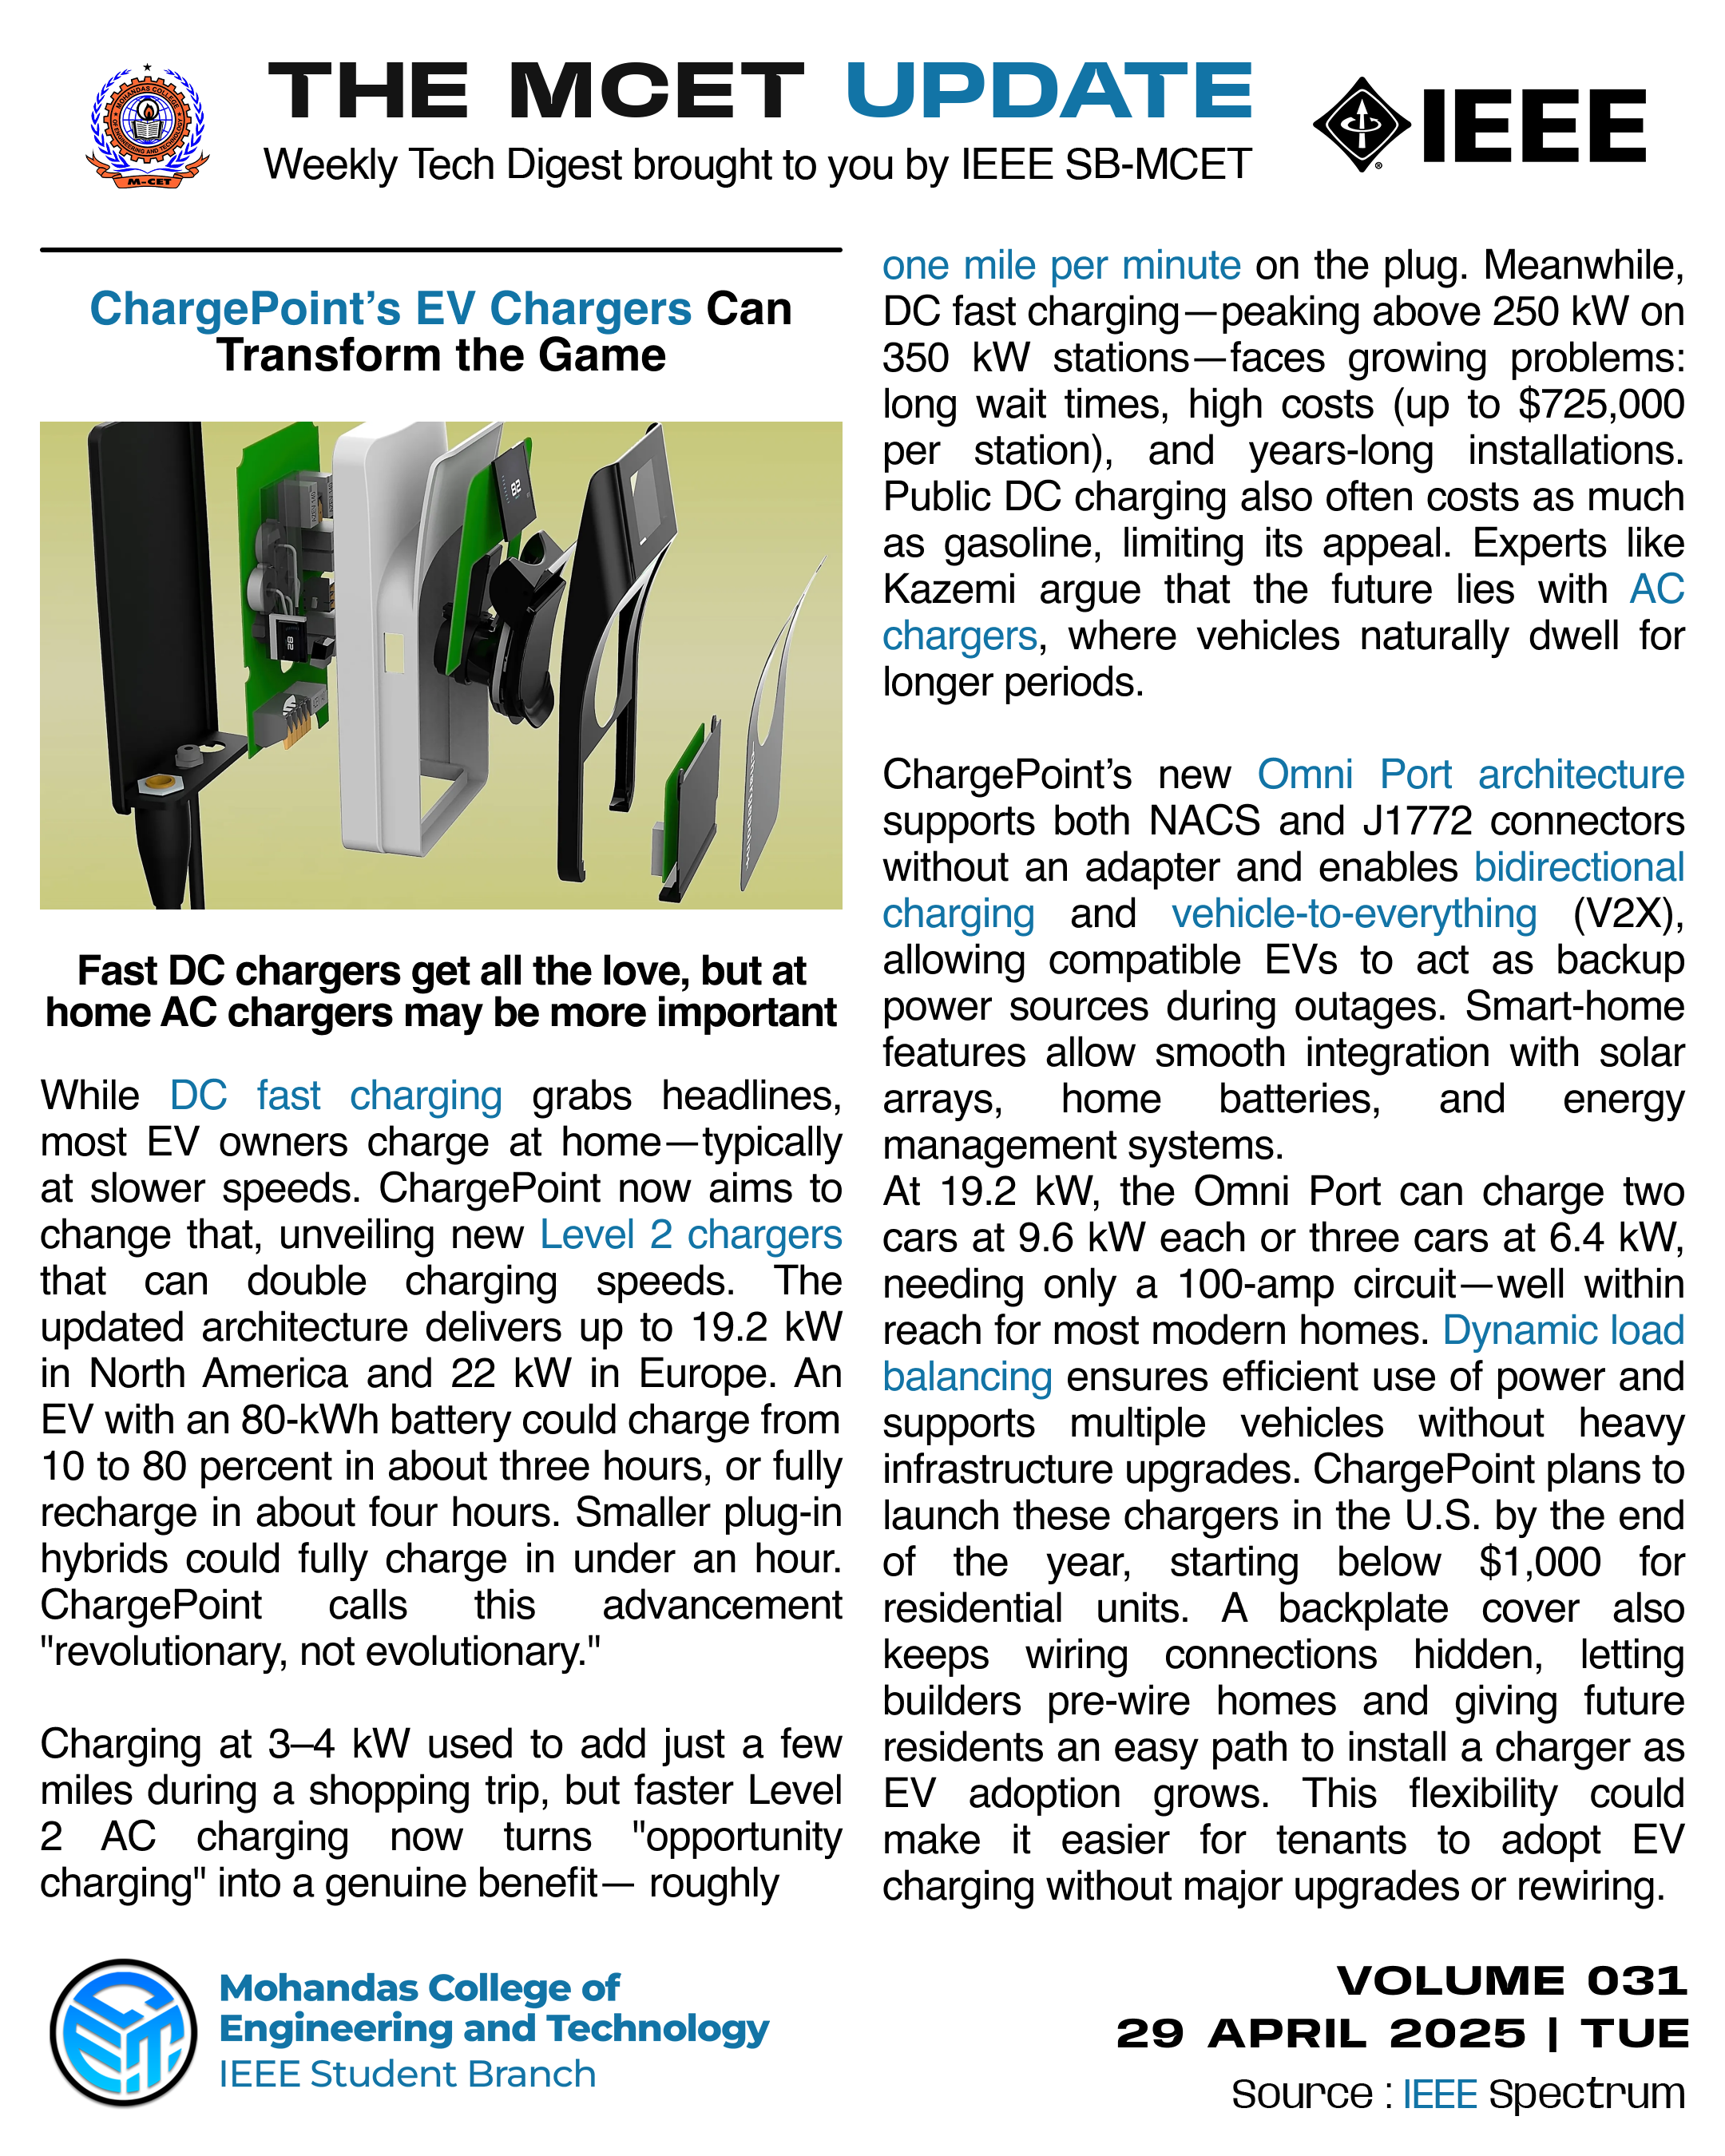 THE MCET UPDATE
Weekly Tech Digest brought to you by IEEE SB-MCET
MOHANDAS COLLEGE
OF ENGINEERING AND TECHNOLOGY
M-CET
IEEE
ChargePoint's EV Chargers Can
Transform the Game
82
82
Fast DC chargers get all the love, but at
home AC chargers may be more important
While DC fast charging grabs headlines,
most EV owners charge at home—typically
at slower speeds. ChargePoint now aims to
change that, unveiling new Level 2 chargers
that can double charging speeds. The
updated architecture delivers up to 19.2 kW
in North America and 22 kW in Europe. An
EV with an 80-kWh battery could charge from
10 to 80 percent in about three hours, or fully
recharge in about four hours. Smaller plug-in
hybrids could fully charge in under an hour.
ChargePoint calls this advancement
"revolutionary, not evolutionary."
Charging at 3–4 kW used to add just a few
miles during a shopping trip, but faster Level
2 AC charging now turns "opportunity
charging" into a genuine benefit— roughly
one mile per minute on the plug. Meanwhile,
DC fast charging—peaking above 250 kW on
350 kW stations—faces growing problems:
long wait times, high costs (up to $725,000
per station), and years-long installations.
Public DC charging also often costs as much
as gasoline, limiting its appeal. Experts like
Kazemi argue that the future lies with AC
chargers, where vehicles naturally dwell for
longer periods.
ChargePoint's new Omni Port architecture
supports both NACS and J1772 connectors
without an adapter and enables bidirectional
charging and vehicle-to-everything (V2X),
allowing compatible EVs to act as backup
power sources during outages. Smart-home
features allow smooth integration with solar
arrays, home batteries, and energy
management systems.
At 19.2 kW, the Omni Port can charge two
cars at 9.6 kW each or three cars at 6.4 kW,
needing only a 100-amp circuit—well within
reach for most modern homes. Dynamic load
balancing ensures efficient use of power and
supports multiple vehicles without heavy
infrastructure upgrades. ChargePoint plans to
launch these chargers in the U.S. by the end
of the year, starting below $1,000 for
residential units. A backplate cover also
keeps wiring connections hidden, letting
builders pre-wire homes and giving future
residents an easy path to install a charger as
EV adoption grows. This flexibility could
make it easier for tenants to adopt EV
charging without major upgrades or rewiring.
Mohandas College of
Engineering and Technology
IEEE Student Branch
VOLUME 031
29 APRIL 2025 | TUE
Source : IEEE Spectrum